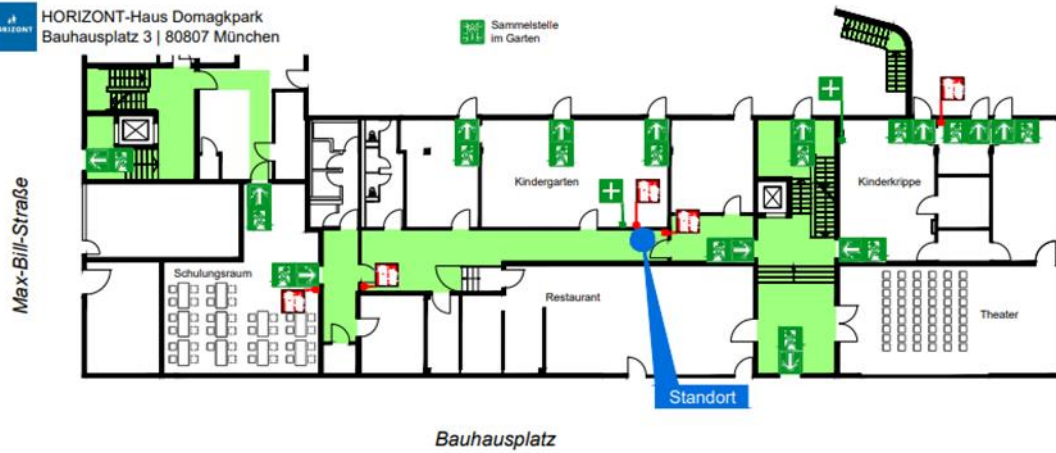 HORIZONT
HORIZONT-Haus Domagkpark
Bauhausplatz 3 | 80807 München
Sammelstelle
im Garten
Kindergarten
Kinderkrippe
Max-Bill-Straße
Schulungsraum
Restaurant
Theater
Standort
Bauhausplatz